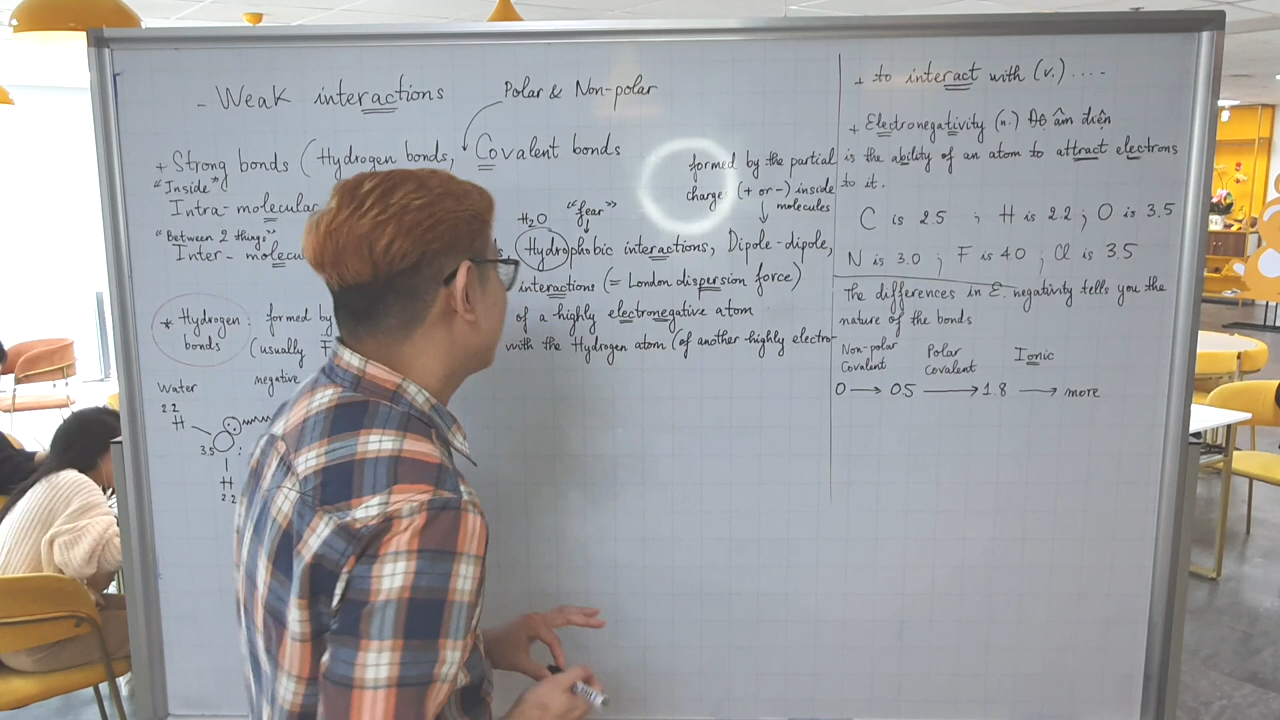 - Weak interactions
Polar & Non-polar
+ Strong bonds (Hydrogen bonds, Covalent bonds
"Inside"
Intra-molecular
"Between 2 things"
Inter-molecu
H2O
"fear"
Hydrophobic interactions, Dipole-dipole,
interactions (= London dispersion force)
formed by the partial
charge (+ or -) inside
molecules
* Hydrogen bonds : formed by of a highly electronegative atom
(usually F with the Hydrogen atom (of another highly electro-
negative
Water
2.2
H
3.5
H
2.2
+ to interact with (v.) ....
+ Electronegativity (n.) Độ âm điện
is the ability of an atom to attract electrons
to it.
C is 2.5 ; H is 2.2 ; O is 3.5
N is 3.0 ; F is 4.0 ; Cl is 3.5
The differences in E. negativity tells you the
nature of the bonds
Non-polar Covalent
Polar Covalent
Ionic
0 → 0.5 → 1.8 → more